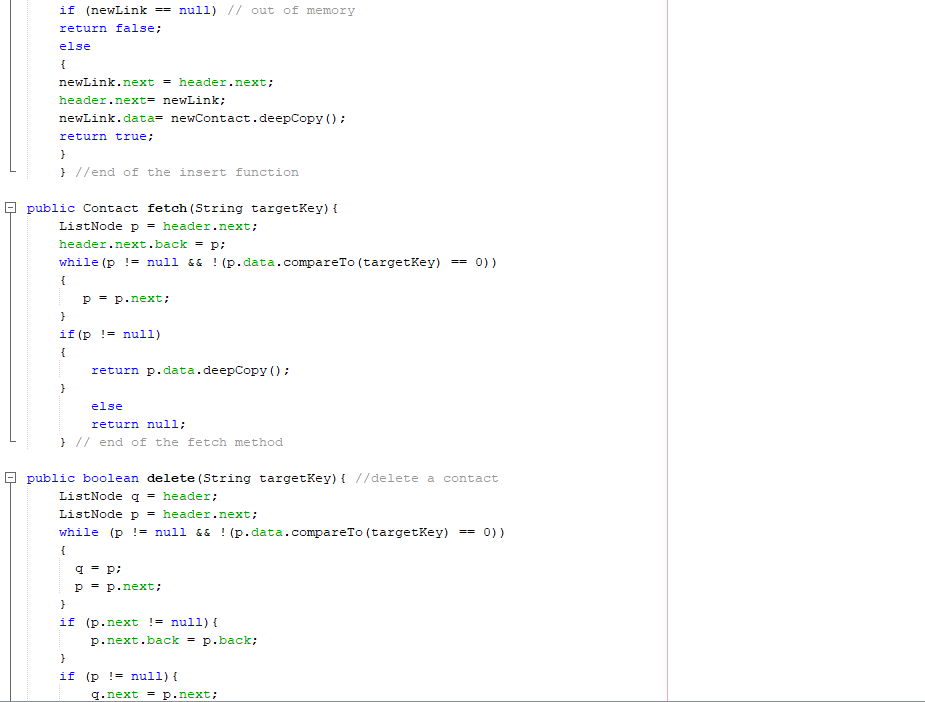 if (newLink == null) // out of memory
return false;
else
{
newLink.next = header.next;
header.next= newLink;
newLink.data= newContact.deepCopy();
return true;
}
} //end of the insert function
public Contact fetch(String targetKey){
ListNode p = header.next;
header.next.back = p;
while(p != null && !(p.data.compareTo(targetKey) == 0))
{
p = p.next;
}
if(p != null)
{
return p.data.deepCopy();
}
else
return null;
} // end of the fetch method
public boolean delete(String targetKey){ //delete a contact
ListNode q = header;
ListNode p = header.next;
while (p != null && !(p.data.compareTo(targetKey) == 0))
{
q = p;
p = p.next;
}
if (p.next != null){
p.next.back = p.back;
}
if (p != null){
q.next = p.next;